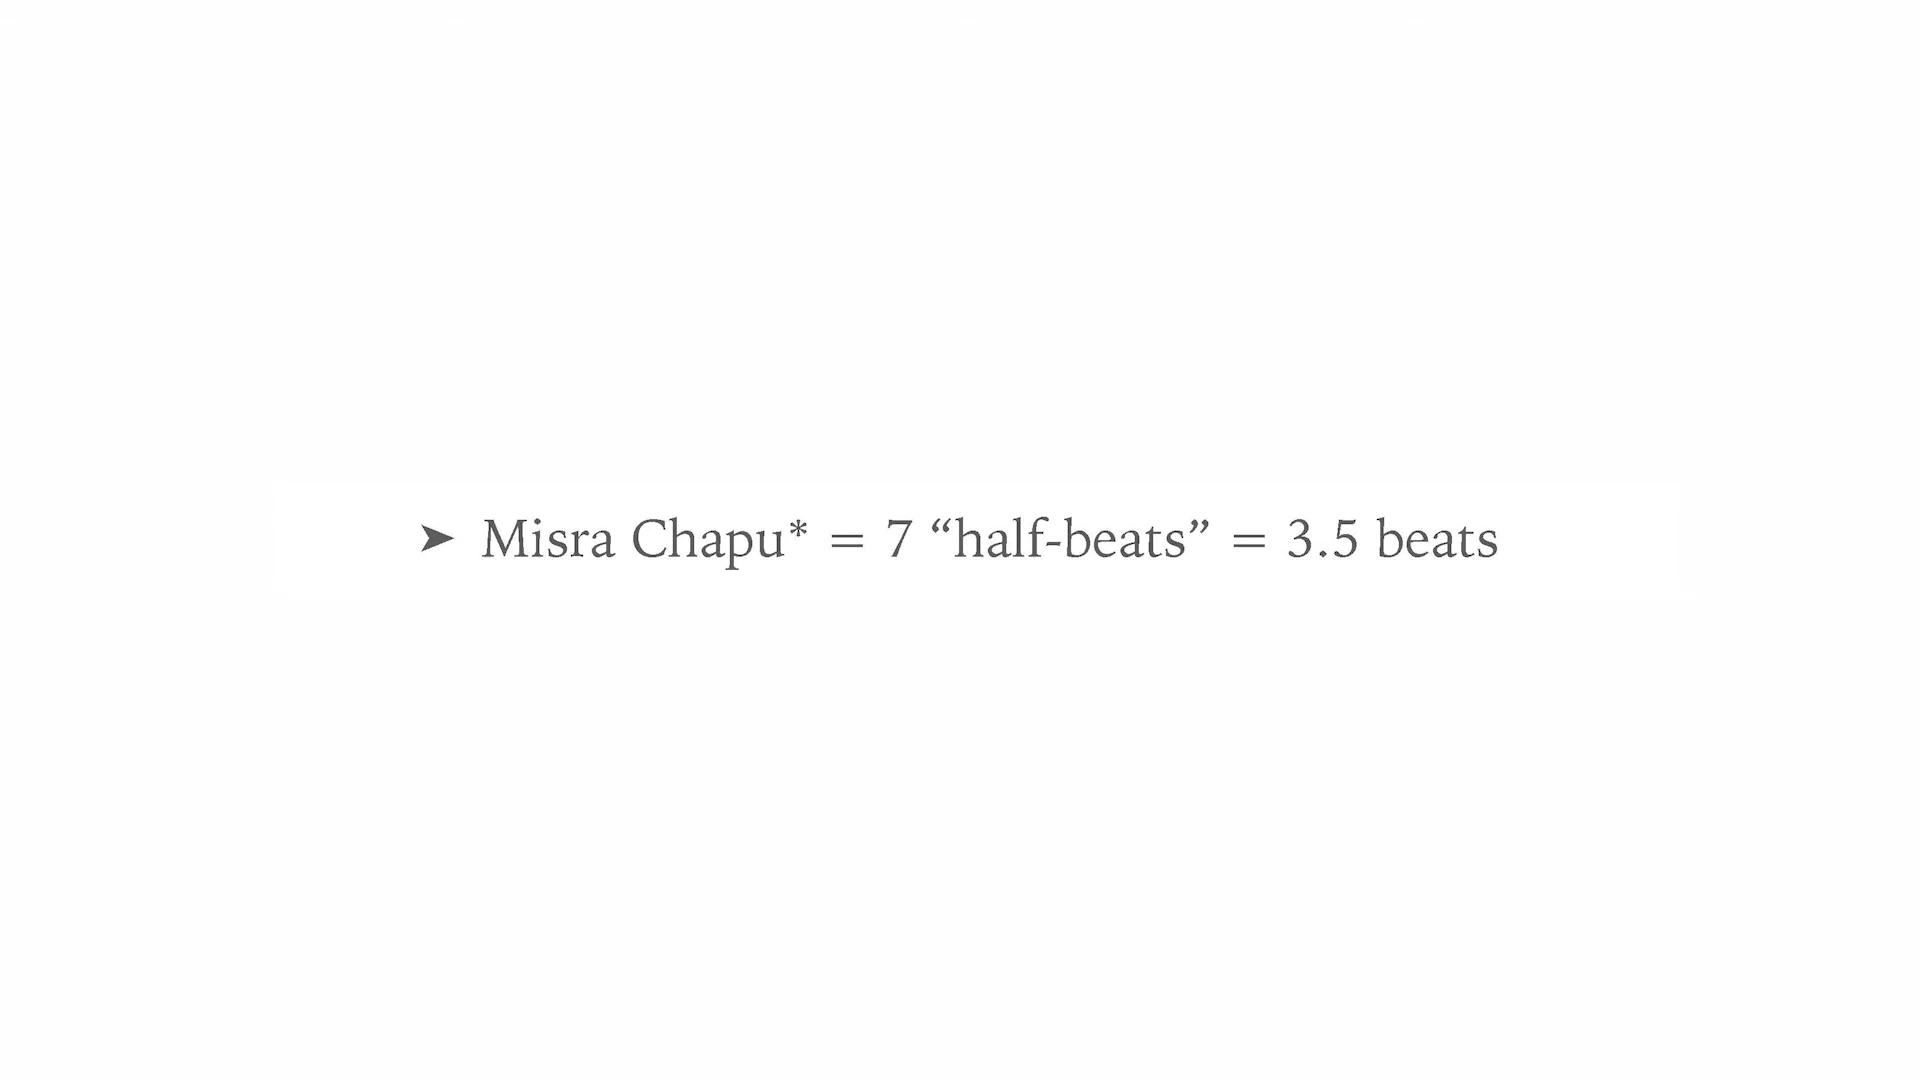 ➤ Misra Chapu* = 7 “half-beats” = 3.5 beats